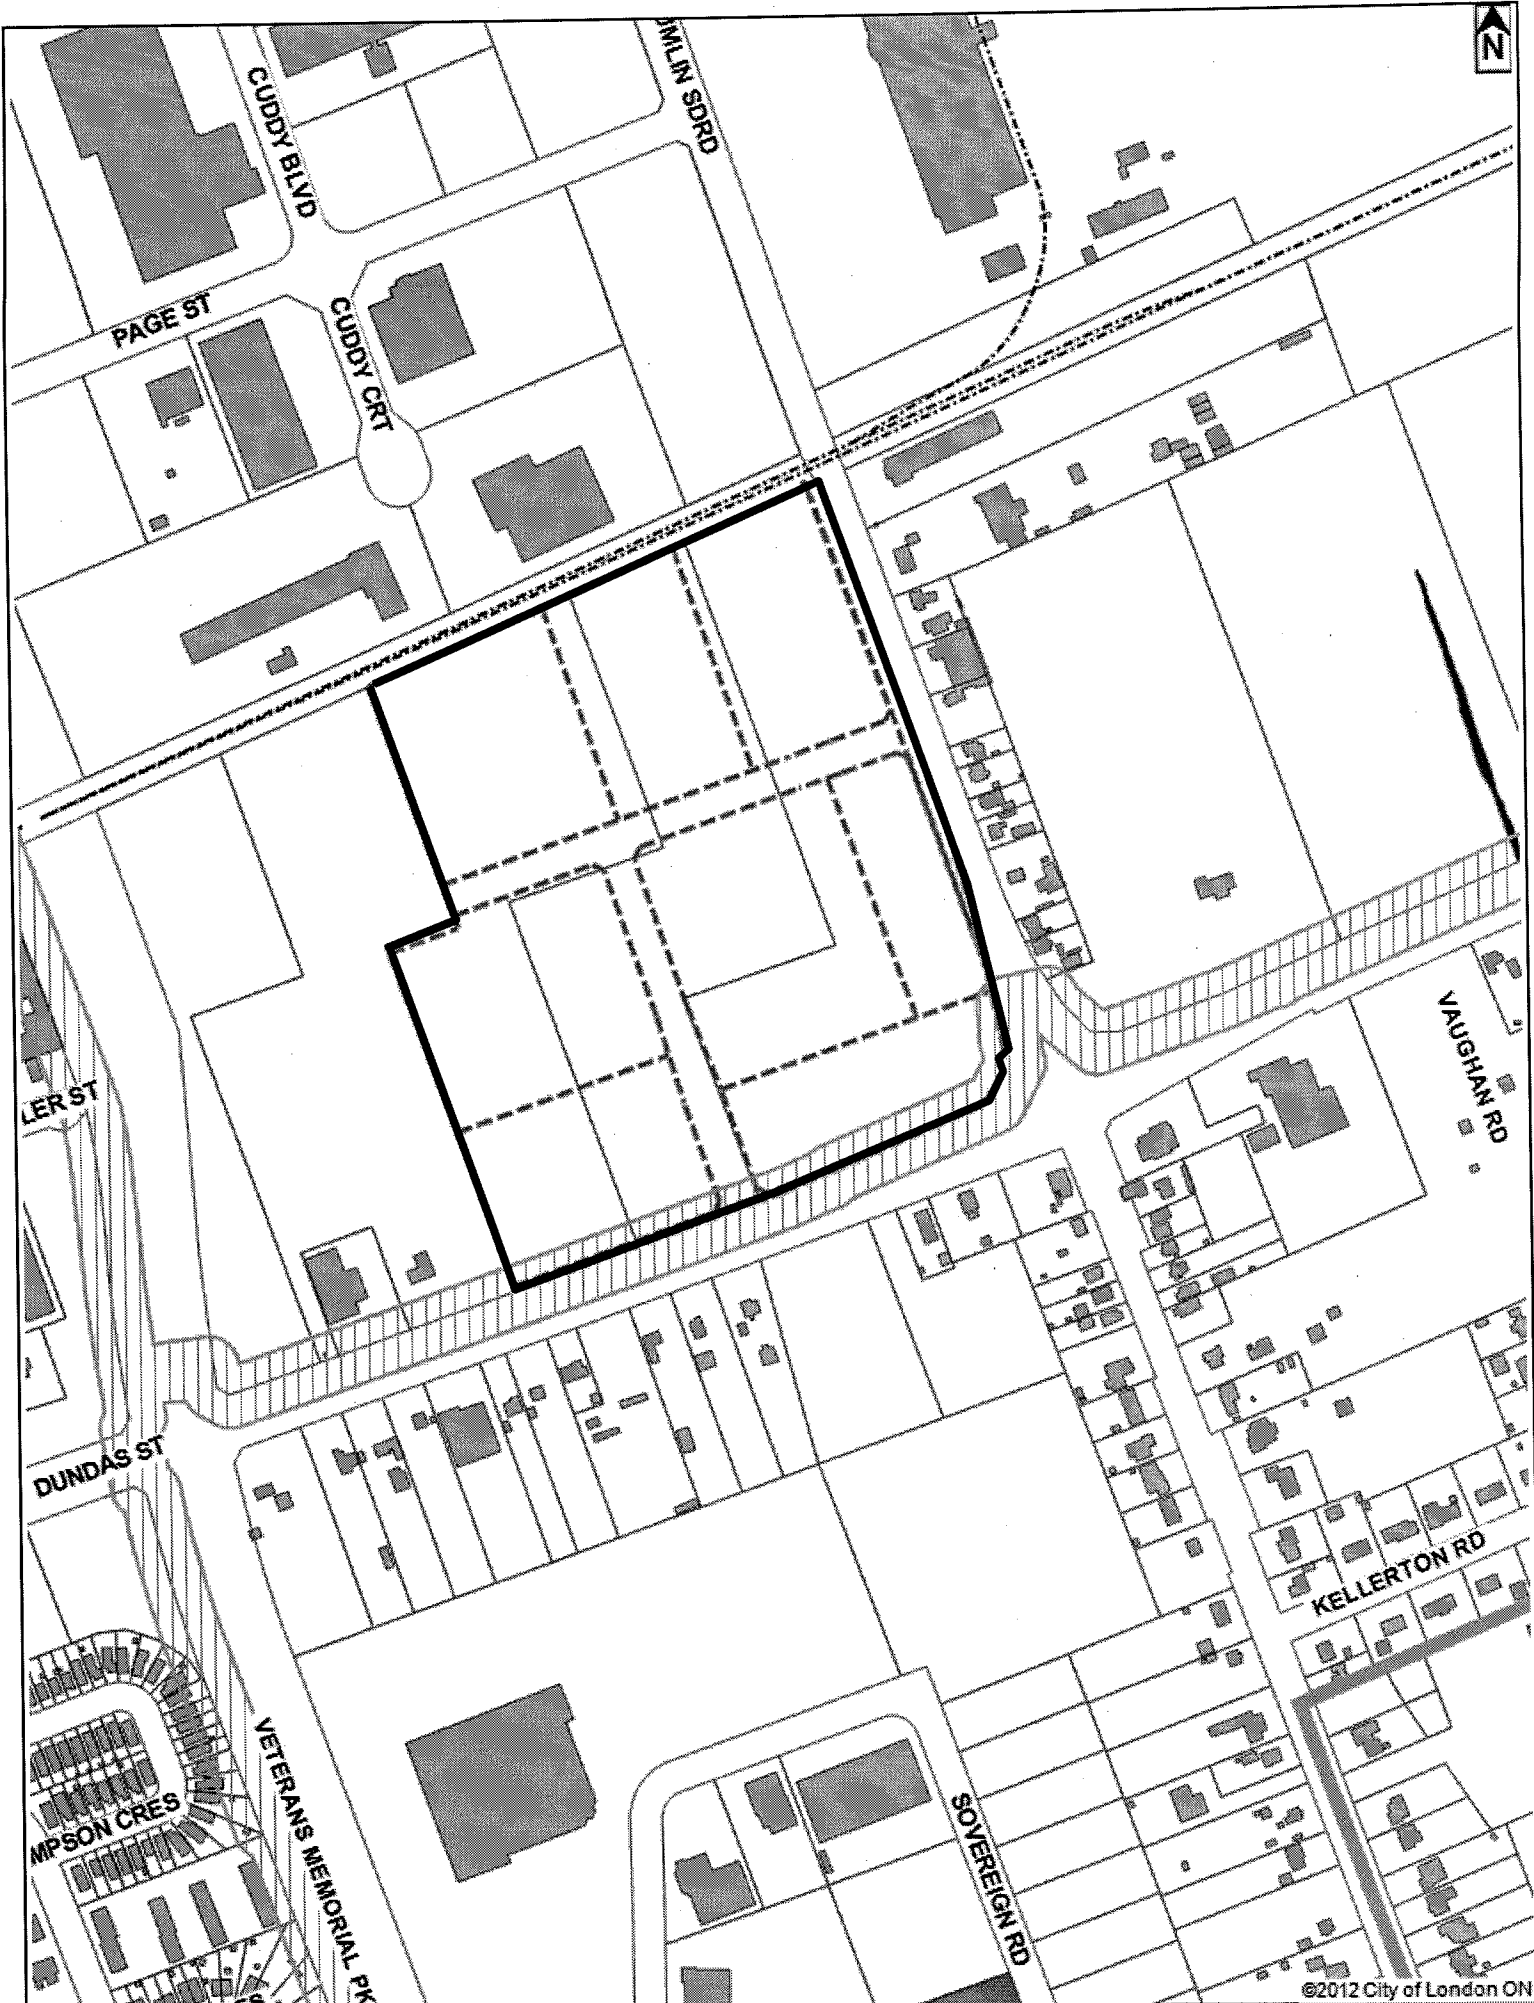 N
CUDDY BLVD
OMLIN SDRD
PAGE ST
CUDDY CRT
VAUGHAN RD
LER ST
DUNDAS ST
KELLERTON RD
MPSON CRES
VETERANS MEMORIAL PK
SOVEREIGN RD
©2012 City of London ON